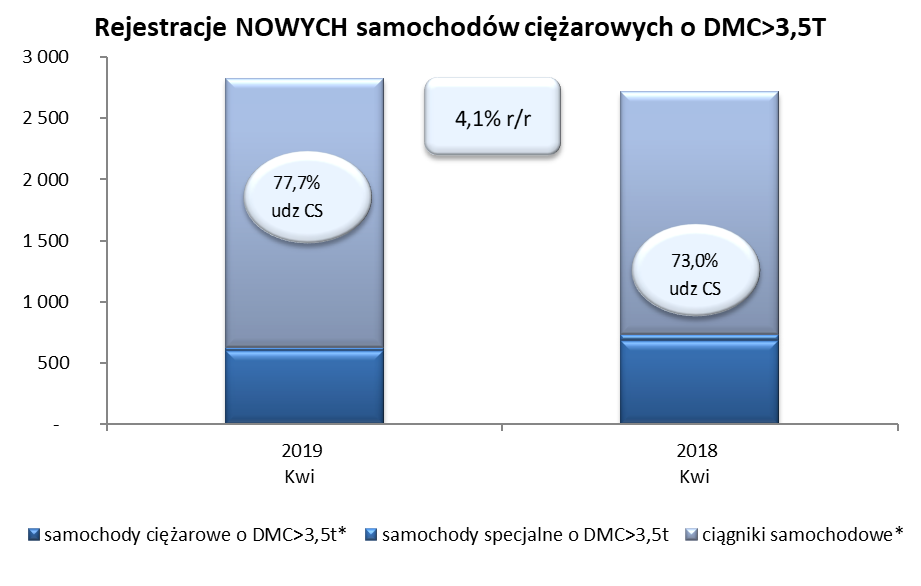 Rejestracje NOWYCH samochodów ciężarowych o DMC>3,5T
3 000
2 500
2 000
1 500
1 000
500
-
4,1% r/r
77,7%
udz CS
73,0%
udz CS
2019
Kwi
2018
Kwi
samochody ciężarowe o DMC>3,5t*
samochody specjalne o DMC>3,5t
ciągniki samochodowe*